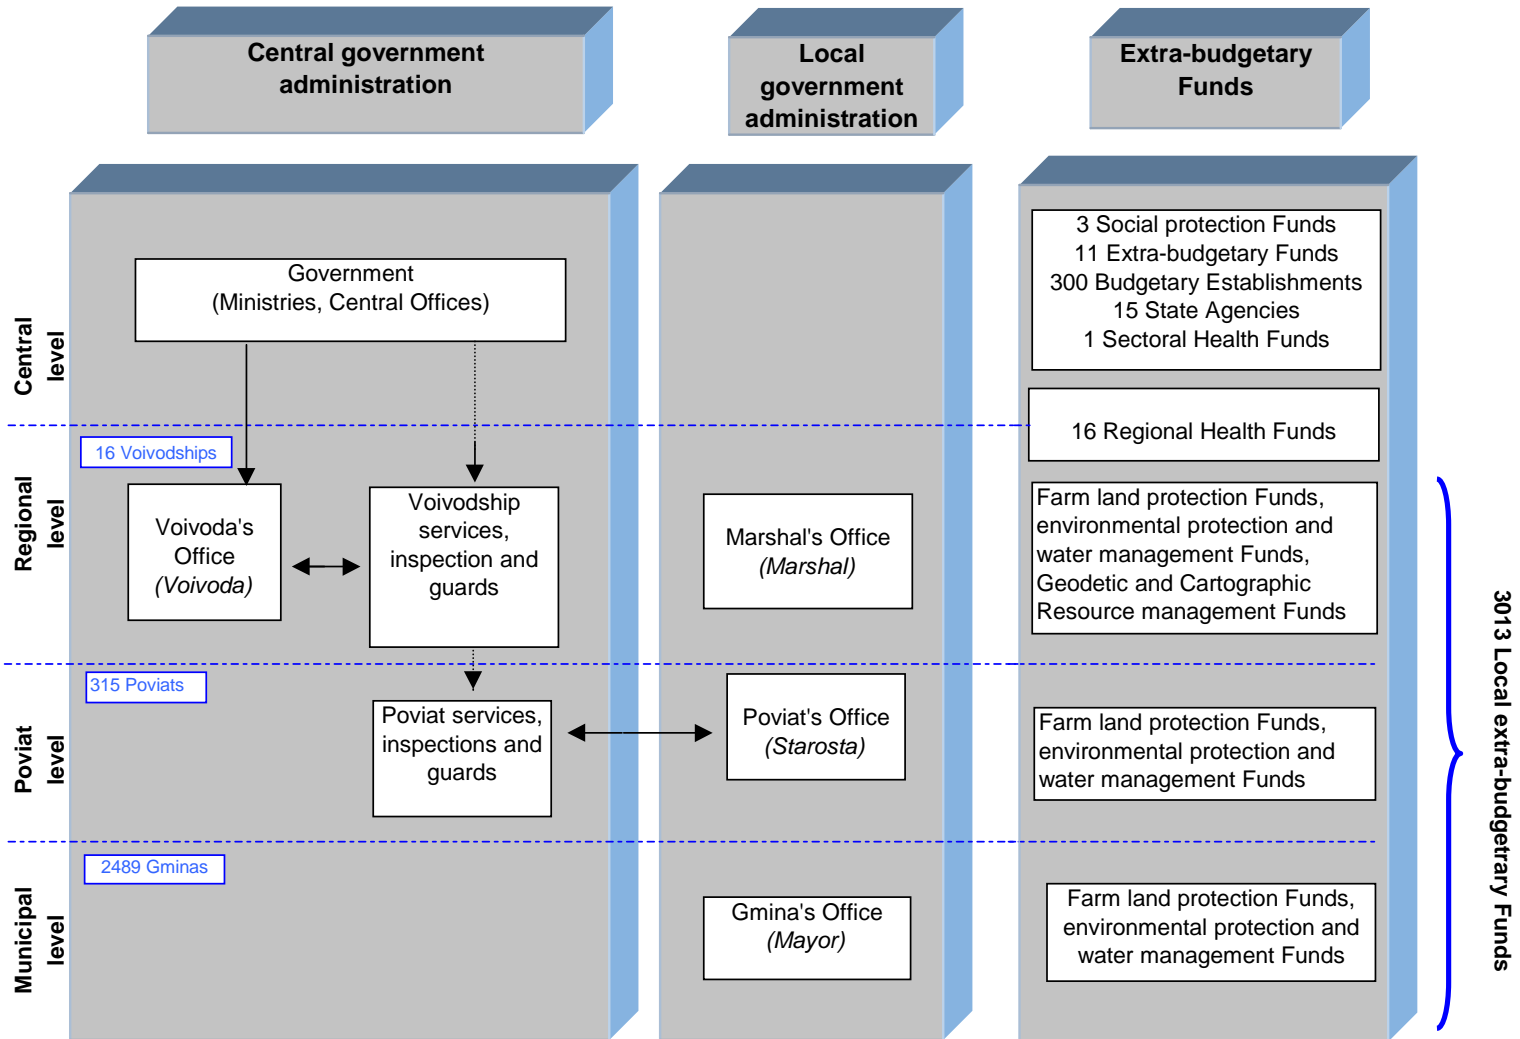 Central government
administration
Local
government
administration
Extra-budgetary
Funds
Central
level
Government
(Ministries, Central Offices)
3 Social protection Funds
11 Extra-budgetary Funds
300 Budgetary Establishments
15 State Agencies
1 Sectoral Health Funds
16 Regional Health Funds
Regional
level
16 Voivodships
Voivoda's
Office
(Voivoda)
Voivodship
services,
inspection and
guards
Marshal's Office
(Marshal)
Farm land protection Funds,
environmental protection and
water management Funds,
Geodetic and Cartographic
Resource management Funds
Poviat
level
315 Poviats
Poviat services,
inspections and
guards
Poviat's Office
(Starosta)
Farm land protection Funds,
environmental protection and
water management Funds
Municipal
level
2489 Gminas
Gmina's Office
(Mayor)
Farm land protection Funds,
environmental protection and
water management Funds
3013 Local extra-budgetrary Funds